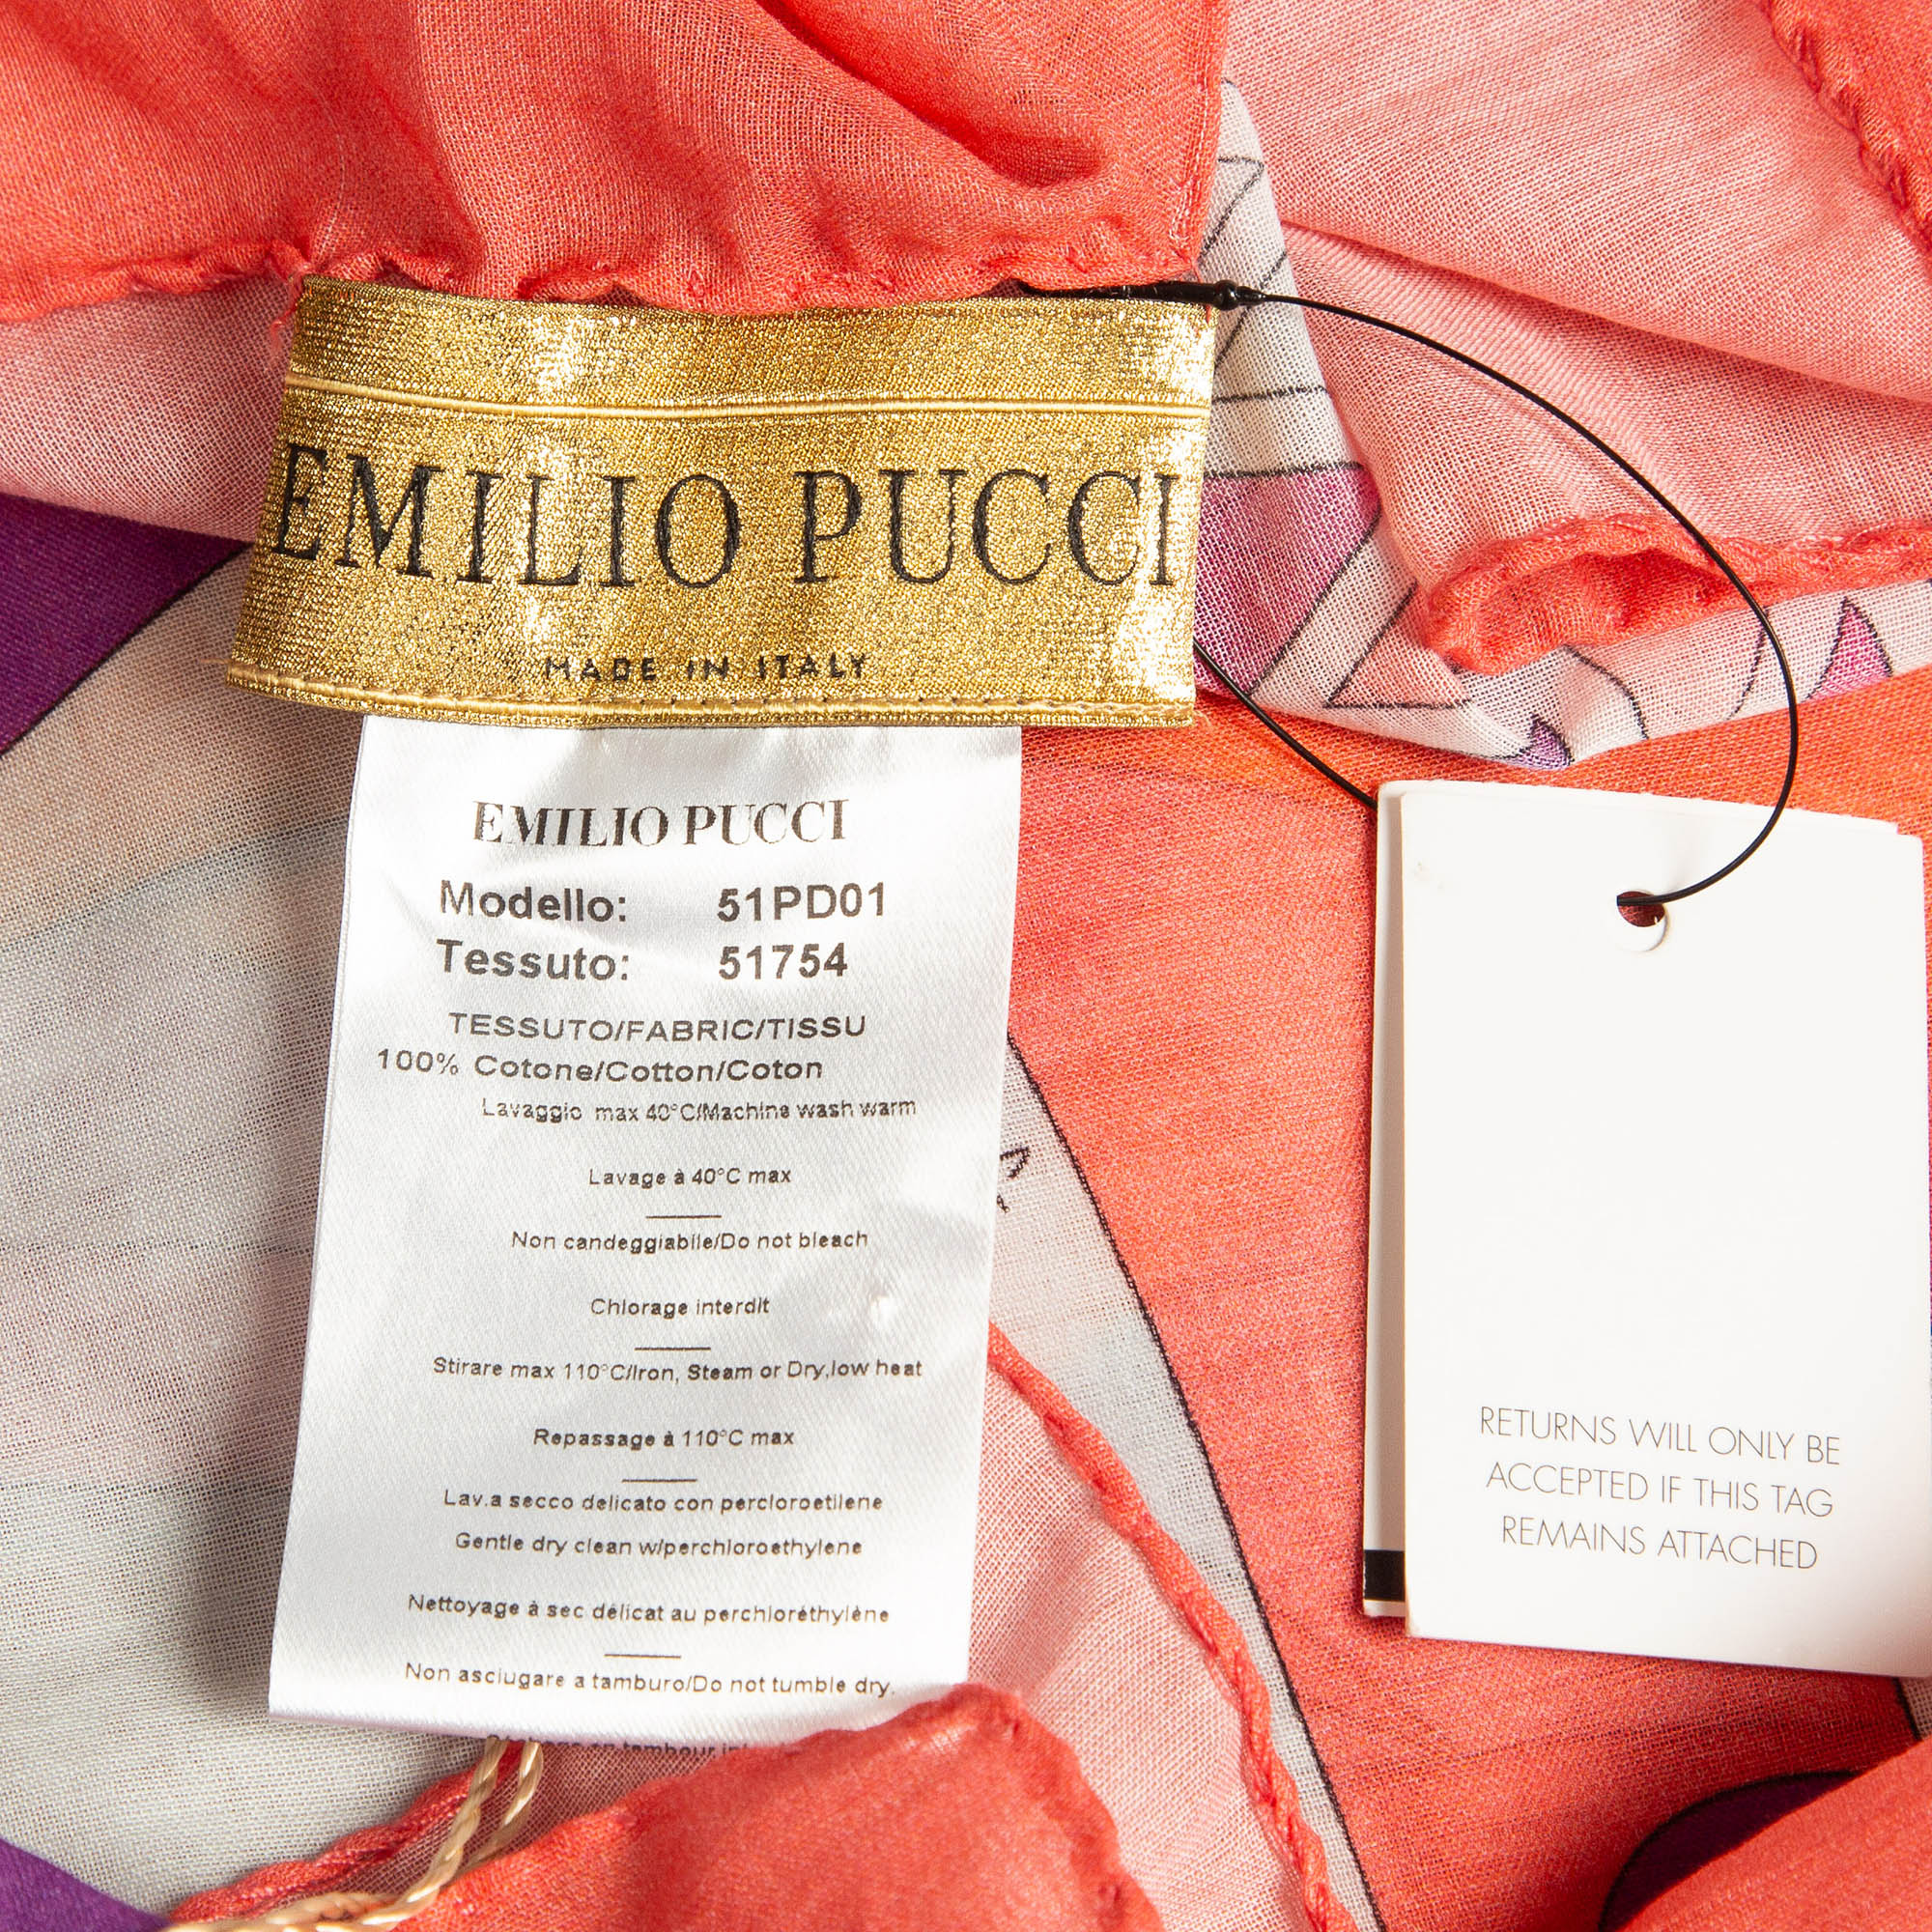 EMILIO PUCCI
MADE IN ITALY
EMILIO PUCCI
Modello: 51PD01
Tessuto: 51754
TESSUTO/FABRIC/TISSU
100% Cotone/Cotton/Coton
Lavaggio max 40°C/Machine wash warm
Lavage à 40°C max
Non candeggiabile/Do not bleach
Chlorage interdit
Stirare max 110°C/Iron, Steam or Dry,low heat
Repassage à 110°C max
Lav.a secco delicato con percloroetilene
Gentle dry clean w/perchloroethylene
Nettoyage à sec délicat au perchloréthylène
Non asciugare a tamburo/Do not tumble dry.
tambour
RETURNS WILL ONLY BE
ACCEPTED IF THIS TAG
REMAINS ATTACHED